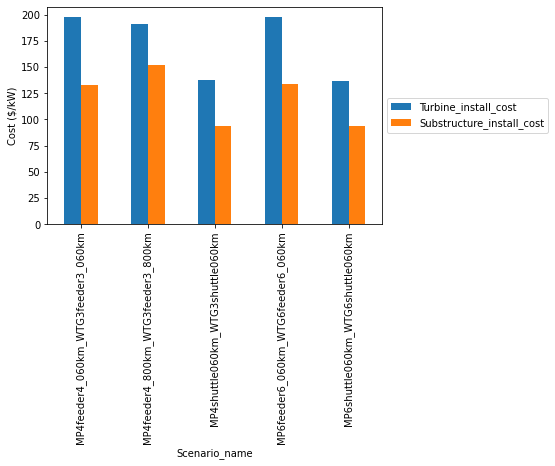 200
175
150
125
100
75
50
25
0
Cost ($/kW)
Turbine_install_cost
Substructure_install_cost
MP4feeder4_060km_WTG3feeder3_060km
MP4feeder4_800km_WTG3feeder3_800km
MP4shuttle060km_WTG3shuttle060km
MP6feeder6_060km_WTG6feeder6_060km
MP6shuttle060km_WTG6shuttle060km
Scenario_name